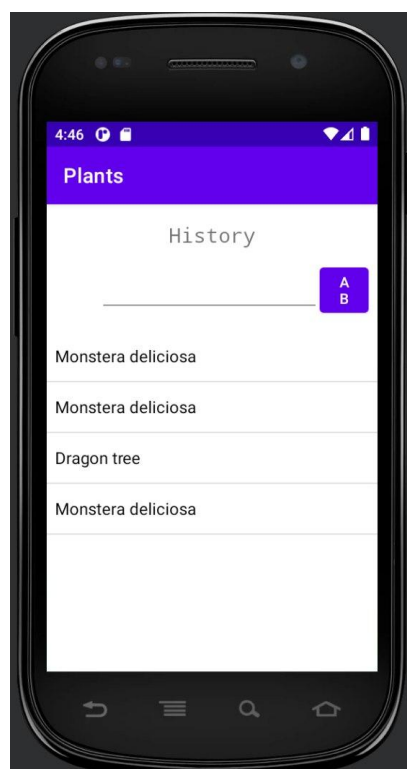 4:46
Plants
History
A
B
Monstera deliciosa
Monstera deliciosa
Dragon tree
Monstera deliciosa